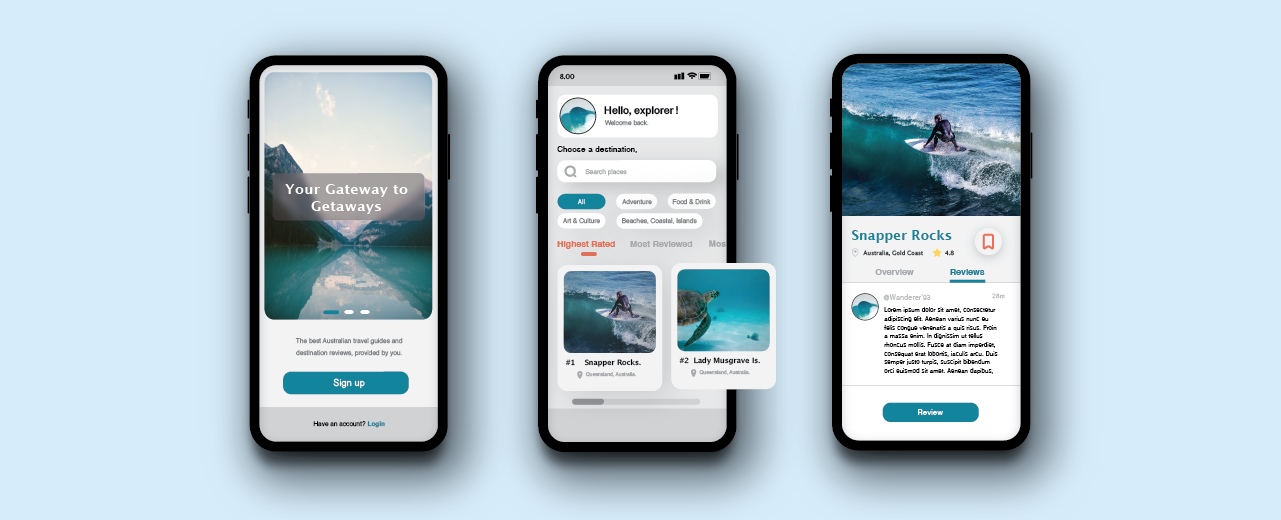 Your Gateway to
Getaways
The best Australian travel guides and
destination reviews, provided by you.
Sign up
Have an account? Login
8.00
Hello, explorer !
Welcome back.
Choose a destination,
Search places
All Adventure Food & Drink
Art & Culture Beaches, Coastal, Islands
Highest Rated Most Reviewed Mos
#1 Snapper Rocks.
Queensland, Australia.
#2 Lady Musgrave Is.
Queensland, Australia.
Snapper Rocks
Australia, Gold Coast 4.8
Overview Reviews
@Wanderer'93 28m
Lorem ipsum dolor sit amet, consectetur
adipiscing elit. Aenean varius nunc eu
felis congue venenatis a quis risus. Proin
a massa enim. In dignissim ut tellus
rhoncus mollis. Fusce at diam imperdiet,
consequat erat lobortis, iaculis arcu. Duis
semper justo turpis, suscipit bibendum
orci euismod sit amet. Aenean dapibus,
Review